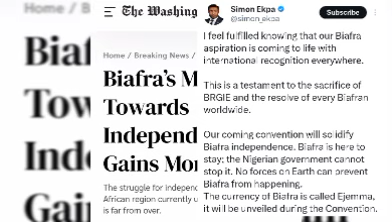 Home / B
Biaf
Tow
Inde
Gai
The Washing
Home / Breaking News /
Biafra's M
Towards
Independ
Gains Mo
The struggle for indepen
African region currently u
is far from over.
Simon Ekpa
@simon_ekpa
Subscribe
I feel fulfilled knowing that our Biafra
aspiration is coming to life with
international recognition everywhere.
This is a testament to the sacrifice of
BRGIE and the resolve of every Biafran
worldwide.
Our coming convention will solidify
Biafra independence. Biafra is here to
stay; the Nigerian government cannot
stop it. No forces on Earth can prevent
Biafra from happening.
The currency of Biafra is called Ejemma,
it will be unveiled during the Convention.